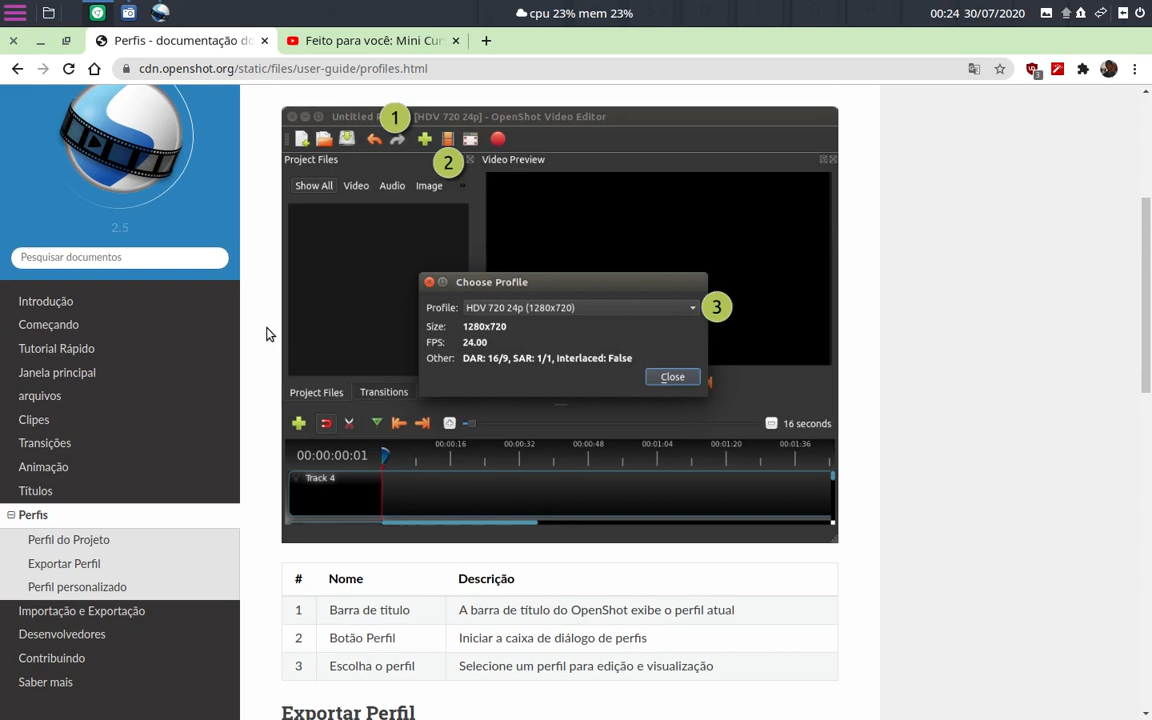 cpu 23% mem 23%
00:24 30/07/2020
Perfis - documentação do
Feito para você: Mini Cur
cdn.openshot.org/static/files/user-guide/profiles.html
3
2.5
Pesquisar documentos
Introdução
Começando
Tutorial Rápido
Janela principal
arquivos
Clipes
Transições
Animação
Títulos
Perfis
Perfil do Projeto
Exportar Perfil
Perfil personalizado
Importação e Exportação
Desenvolvedores
Contribuindo
Saber mais
1
[HDV 720 24p] - OpenShot Video Editor
2
Project Files
Video Preview
Show All Video Audio Image
Choose Profile
Profile: HDV 720 24p (1280x720)
3
Size: 1280x720
FPS: 24.00
Other: DAR: 16/9, SAR: 1/1, Interlaced: False
Close
Project Files Transitions
16 seconds
00:00:00:01
00:00:16 00:00:32 00:00:48 00:01:04 00:01:20 00:01:36
Track 4
# Nome Descrição
1 Barra de título A barra de título do OpenShot exibe o perfil atual
2 Botão Perfil Iniciar a caixa de diálogo de perfis
3 Escolha o perfil Selecione um perfil para edição e visualização
Exportar Perfil